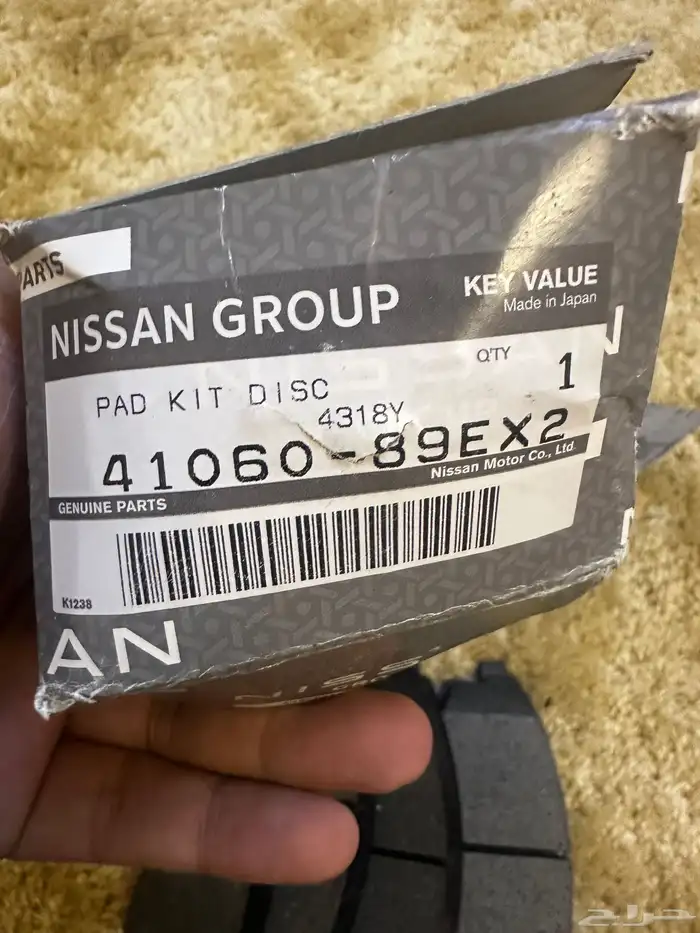 PARTS
NISSAN GROUP
KEY VALUE
Made in Japan
PAD KIT DISC
Q'TY 1
4318Y
41060-89EX2
Nissan Motor Co., Ltd.
GENUINE PARTS
K1238
AN
حراج